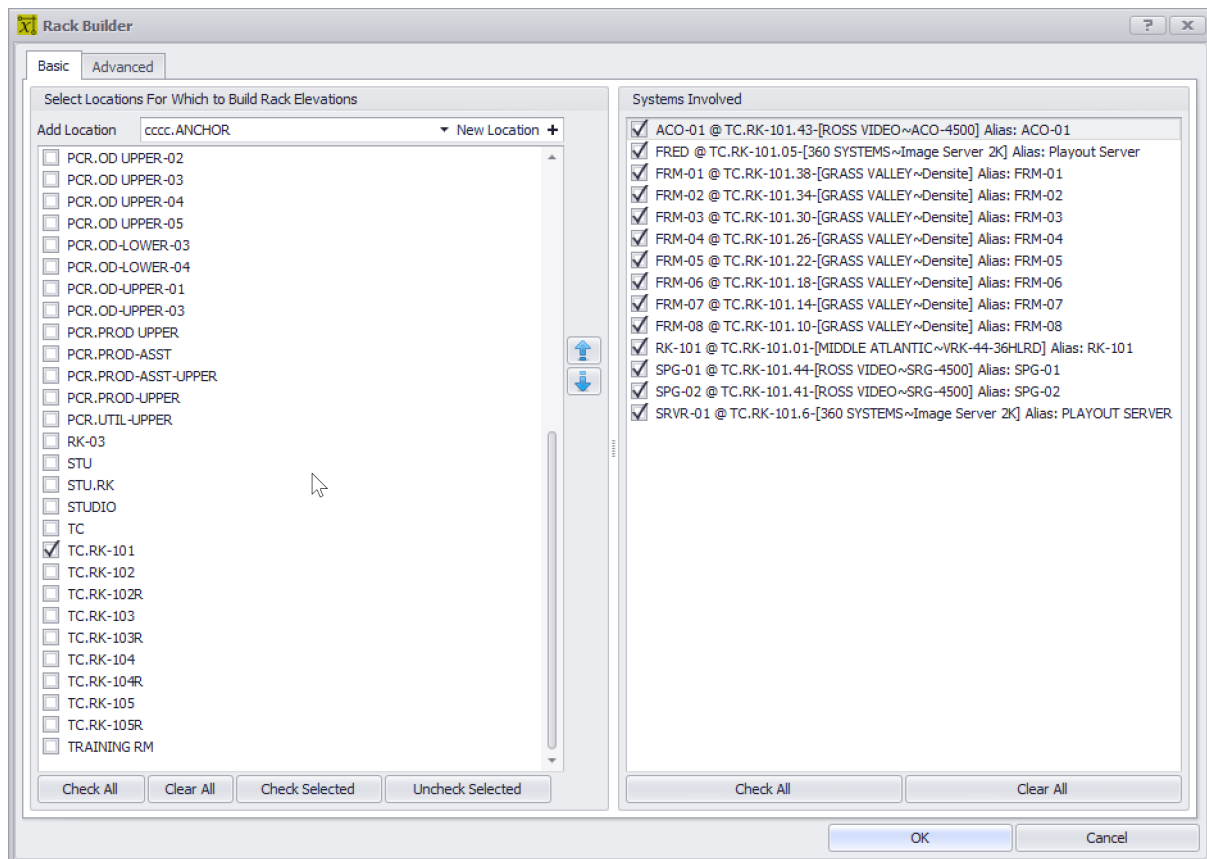 Rack Builder
Basic
Advanced
Select Locations For Which to Build Rack Elevations
Add Location
cccc.ANCHOR
New Location +
PCR.OD UPPER-02
PCR.OD UPPER-03
PCR.OD UPPER-04
PCR.OD UPPER-05
PCR.OD-LOWER-03
PCR.OD-LOWER-04
PCR.OD-UPPER-01
PCR.OD-UPPER-03
PCR.PROD UPPER
PCR.PROD-ASST
PCR.PROD-ASST-UPPER
PCR.PROD-UPPER
PCR.UTIL-UPPER
RK-03
STU
STU.RK
STUDIO
TC
TC.RK-101
TC.RK-102
TC.RK-102R
TC.RK-103
TC.RK-103R
TC.RK-104
TC.RK-104R
TC.RK-105
TC.RK-105R
TRAINING RM
Check All
Clear All
Check Selected
Uncheck Selected
Systems Involved
ACO-01 @ TC.RK-101.43-[ROSS VIDEO~ACO-4500] Alias: ACO-01
FRED @ TC.RK-101.05-[360 SYSTEMS~Image Server 2K] Alias: Playout Server
FRM-01 @ TC.RK-101.38-[GRASS VALLEY~Densite] Alias: FRM-01
FRM-02 @ TC.RK-101.34-[GRASS VALLEY~Densite] Alias: FRM-02
FRM-03 @ TC.RK-101.30-[GRASS VALLEY~Densite] Alias: FRM-03
FRM-04 @ TC.RK-101.26-[GRASS VALLEY~Densite] Alias: FRM-04
FRM-05 @ TC.RK-101.22-[GRASS VALLEY~Densite] Alias: FRM-05
FRM-06 @ TC.RK-101.18-[GRASS VALLEY~Densite] Alias: FRM-06
FRM-07 @ TC.RK-101.14-[GRASS VALLEY~Densite] Alias: FRM-07
FRM-08 @ TC.RK-101.10-[GRASS VALLEY~Densite] Alias: FRM-08
RK-101 @ TC.RK-101.01-[MIDDLE ATLANTIC~VRK-44-36HLRD] Alias: RK-101
SPG-01 @ TC.RK-101.44-[ROSS VIDEO~SRG-4500] Alias: SPG-01
SPG-02 @ TC.RK-101.41-[ROSS VIDEO~SRG-4500] Alias: SPG-02
SRVR-01 @ TC.RK-101.6-[360 SYSTEMS~Image Server 2K] Alias: PLAYOUT SERVER
Check All
Clear All
OK
Cancel